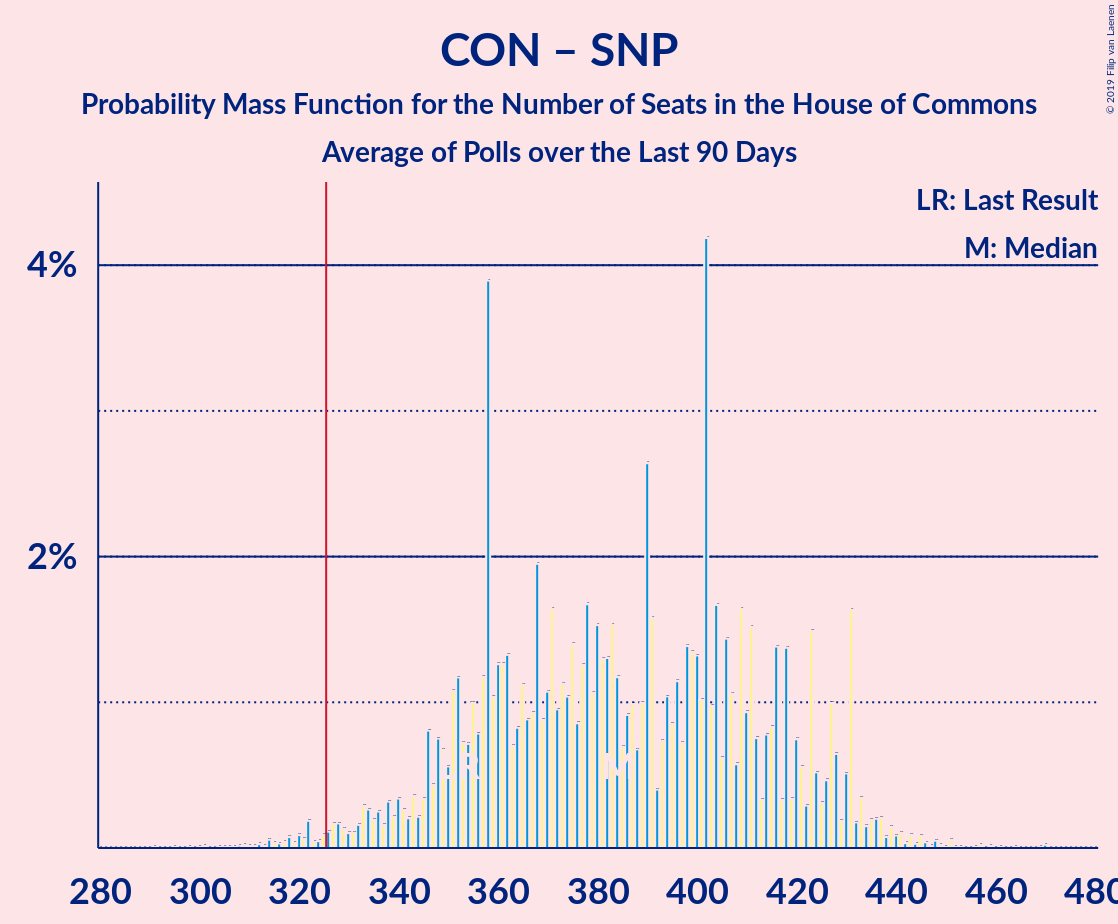 CON – SNP
Probability Mass Function for the Number of Seats in the House of Commons
Average of Polls over the Last 90 Days
© 2019 Filip van Laenen
LR: Last Result
M: Median
4%
2%
LR
M
280 300 320 340 360 380 400 420 440 460 480